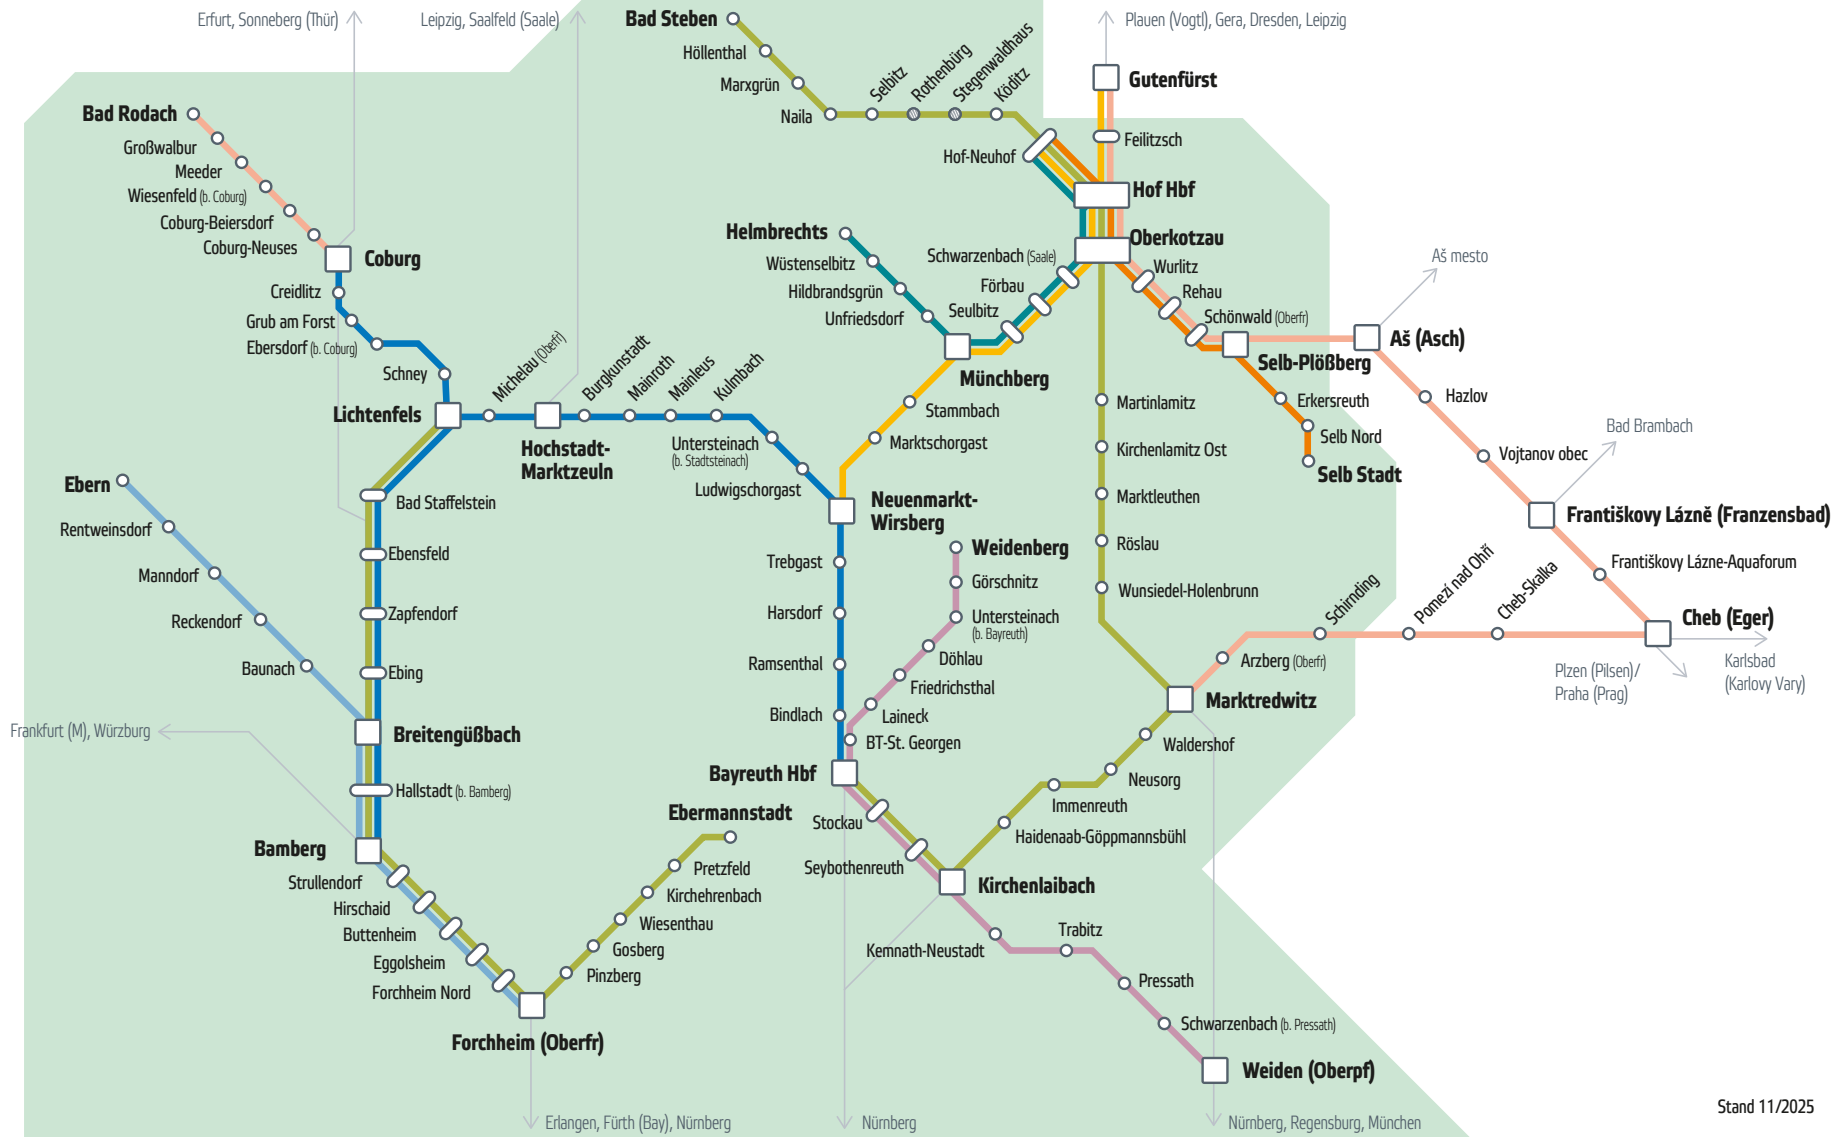 Erfurt, Sonneberg (Thür)
Leipzig, Saalfeld (Saale)
Bad Steben
Höllenthal
Marxgrün
Naila
Selbitz
Rothenbürg
Stegenwaldhaus
Köditz
Hof-Neuhof
Plauen (Vogtl), Gera, Dresden, Leipzig
Gutenfürst
Feilitzsch
Hof Hbf
Oberkotzau
Bad Rodach
Großwalbur
Meeder
Wiesenfeld (b. Coburg)
Coburg-Beiersdorf
Coburg-Neuses
Coburg
Creidlitz
Grub am Forst
Ebersdorf (b. Coburg)
Schney
Lichtenfels
Michelau (Oberfr)
Hochstadt-
Marktzeuln
Burgkunstadt
Mainroth
Mainleus
Kulmbach
Untersteinach
(b. Stadtsteinach)
Ludwigschorgast
Neuenmarkt-
Wirsberg
Helmbrechts
Wüstenselbitz
Hildbrandsgrün
Unfriedsdorf
Schwarzenbach (Saale)
Förbau
Seulbitz
Münchberg
Stammbach
Marktschorgast
Wurlitz
Rehau
Schönwald (Oberfr)
Selb-Plößberg
Erkersreuth
Selb Nord
Selb Stadt
Aš mesto
Aš (Asch)
Hazlov
Vojtanov obec
Bad Brambach
Františkovy Lázně (Franzensbad)
Františkovy Lázne-Aquaforum
Cheb (Eger)
Karlsbad
(Karlovy Vary)
Plzen (Pilsen)/
Praha (Prag)
Cheb-Skalka
Pomezí nad Ohří
Schirnding
Arzberg (Oberfr)
Marktredwitz
Martinlamitz
Kirchenlamitz Ost
Marktleuthen
Röslau
Wunsiedel-Holenbrunn
Waldershof
Neusorg
Immenreuth
Haidenaab-Göppmannsbühl
Kirchenlaibach
Ebern
Rentweinsdorf
Manndorf
Reckendorf
Baunach
Bad Staffelstein
Ebensfeld
Zapfendorf
Ebing
Breitengüßbach
Hallstadt (b. Bamberg)
Frankfurt (M), Würzburg
Bamberg
Strullendorf
Hirschaid
Buttenheim
Eggolsheim
Forchheim Nord
Forchheim (Oberfr)
Ebermannstadt
Pretzfeld
Kirchehrenbach
Wiesenthau
Gosberg
Pinzberg
Trebgast
Harsdorf
Ramsenthal
Bindlach
Bayreuth Hbf
Weidenberg
Görschnitz
Untersteinach
(b. Bayreuth)
Döhlau
Friedrichsthal
Laineck
BT-St. Georgen
Stockau
Seybothenreuth
Kemnath-Neustadt
Trabitz
Pressath
Schwarzenbach (b. Pressath)
Weiden (Oberpf)
Erlangen, Fürth (Bay), Nürnberg
Nürnberg
Nürnberg, Regensburg, München
Stand 11/2025